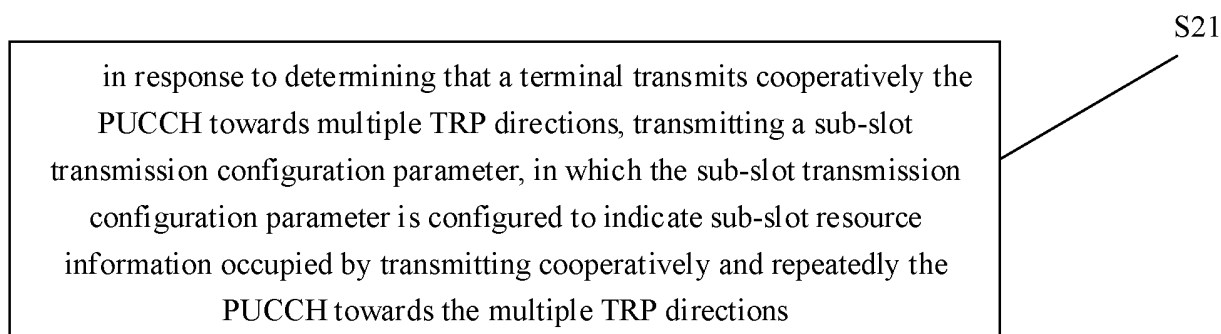 S21
in response to determining that a terminal transmits cooperatively the
PUCCH towards multiple TRP directions, transmitting a sub-slot
transmission configuration parameter, in which the sub-slot transmission
configuration parameter is configured to indicate sub-slot resource
information occupied by transmitting cooperatively and repeatedly the
PUCCH towards the multiple TRP directions